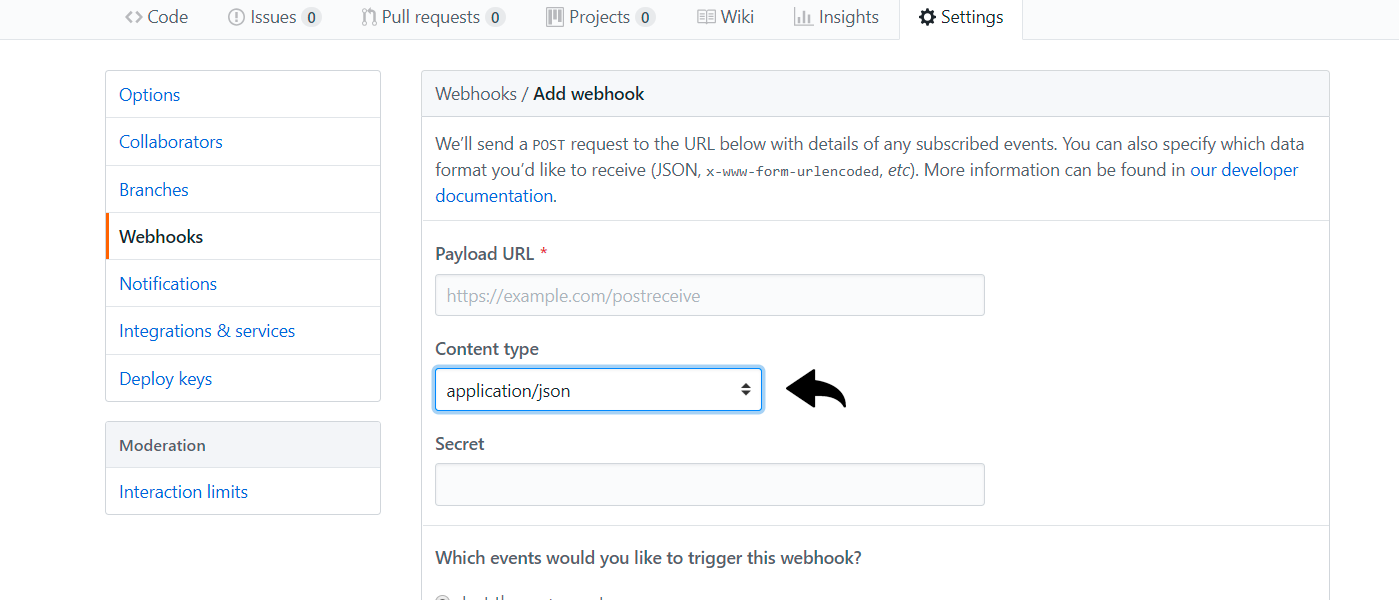 Code Issues 0 Pull requests 0 Projects 0 Wiki Insights Settings
Options
Collaborators
Branches
Webhooks
Notifications
Integrations & services
Deploy keys
Moderation
Interaction limits
Webhooks / Add webhook
We’ll send a POST request to the URL below with details of any subscribed events. You can also specify which data
format you’d like to receive (JSON, x-www-form-urlencoded, etc). More information can be found in our developer
documentation.
Payload URL *
https://example.com/postreceive
Content type
application/json
Secret
Which events would you like to trigger this webhook?